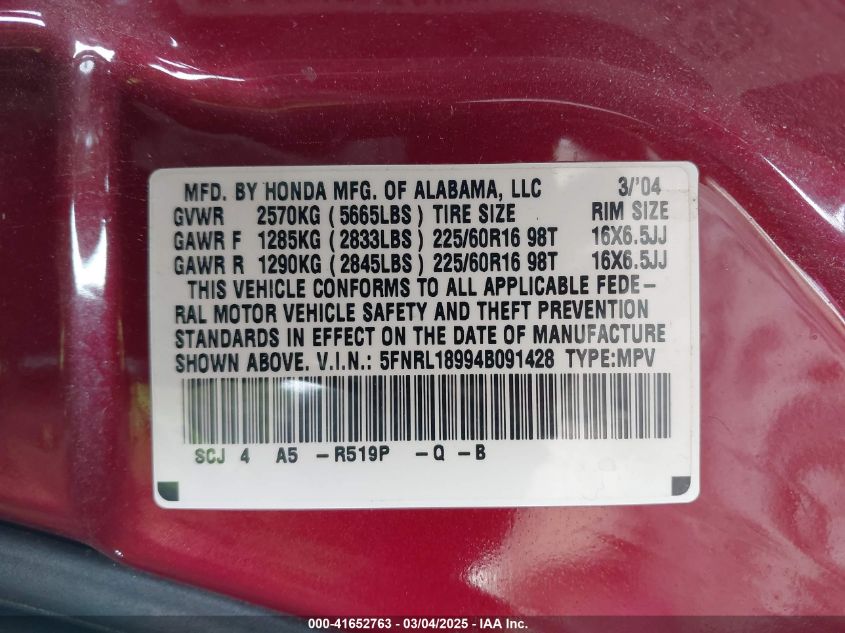 MFD. BY HONDA MFG. OF ALABAMA, LLC 3/'04
GVWR 2570KG (5665LBS) TIRE SIZE RIM SIZE
GAWR F 1285KG (2833LBS) 225/60R16 98T 16X6.5JJ
GAWR R 1290KG (2845LBS) 225/60R16 98T 16X6.5JJ
THIS VEHICLE CONFORMS TO ALL APPLICABLE FEDE-
RAL MOTOR VEHICLE SAFETY AND THEFT PREVENTION
STANDARDS IN EFFECT ON THE DATE OF MANUFACTURE
SHOWN ABOVE. V.I.N.: 5FNRL18994B091428 TYPE:MPV
SCJ 4 A5 -R519P -Q -B
000-41652763 - 03/04/2025 - COPYRIGHT IAA, Inc.